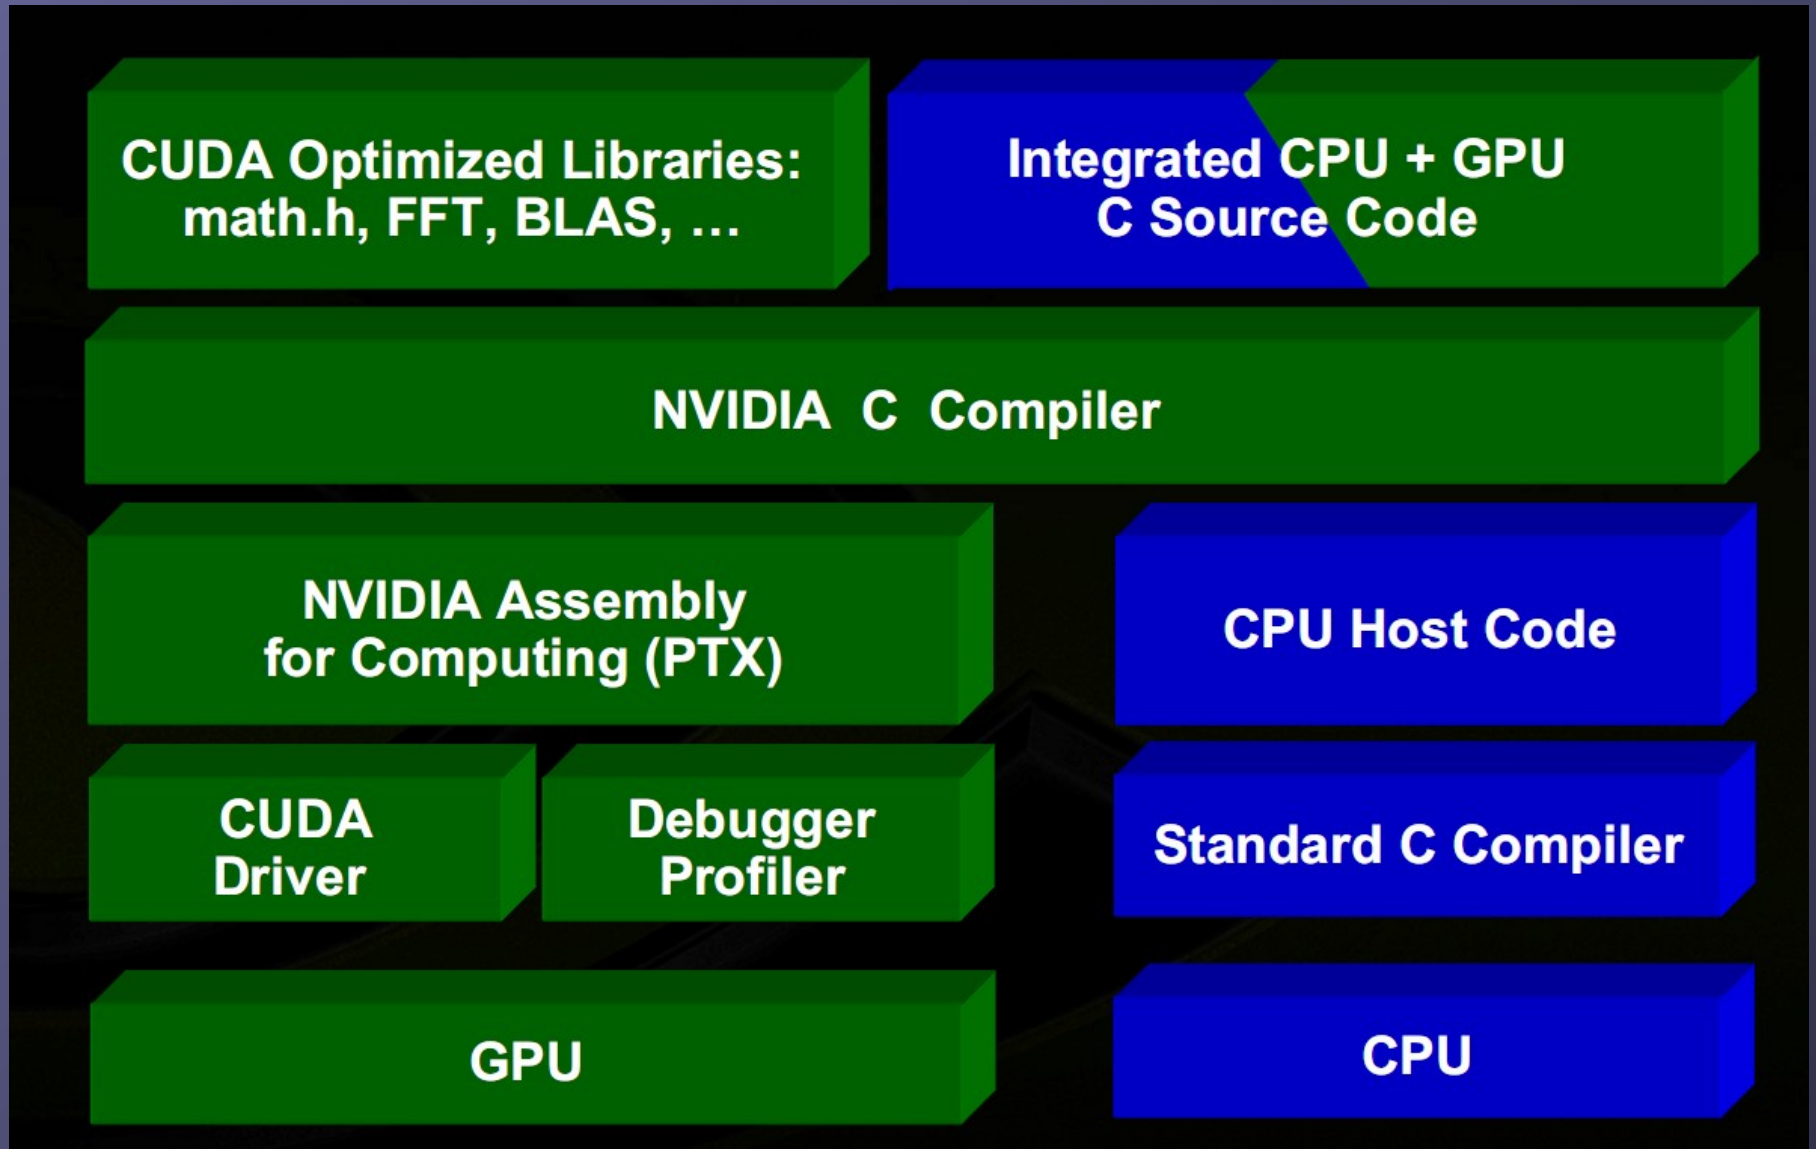 CUDA Optimized Libraries:
math.h, FFT, BLAS, …
Integrated CPU + GPU
C Source Code
NVIDIA C Compiler
NVIDIA Assembly
for Computing (PTX)
CPU Host Code
CUDA
Driver
Debugger
Profiler
Standard C Compiler
GPU
CPU